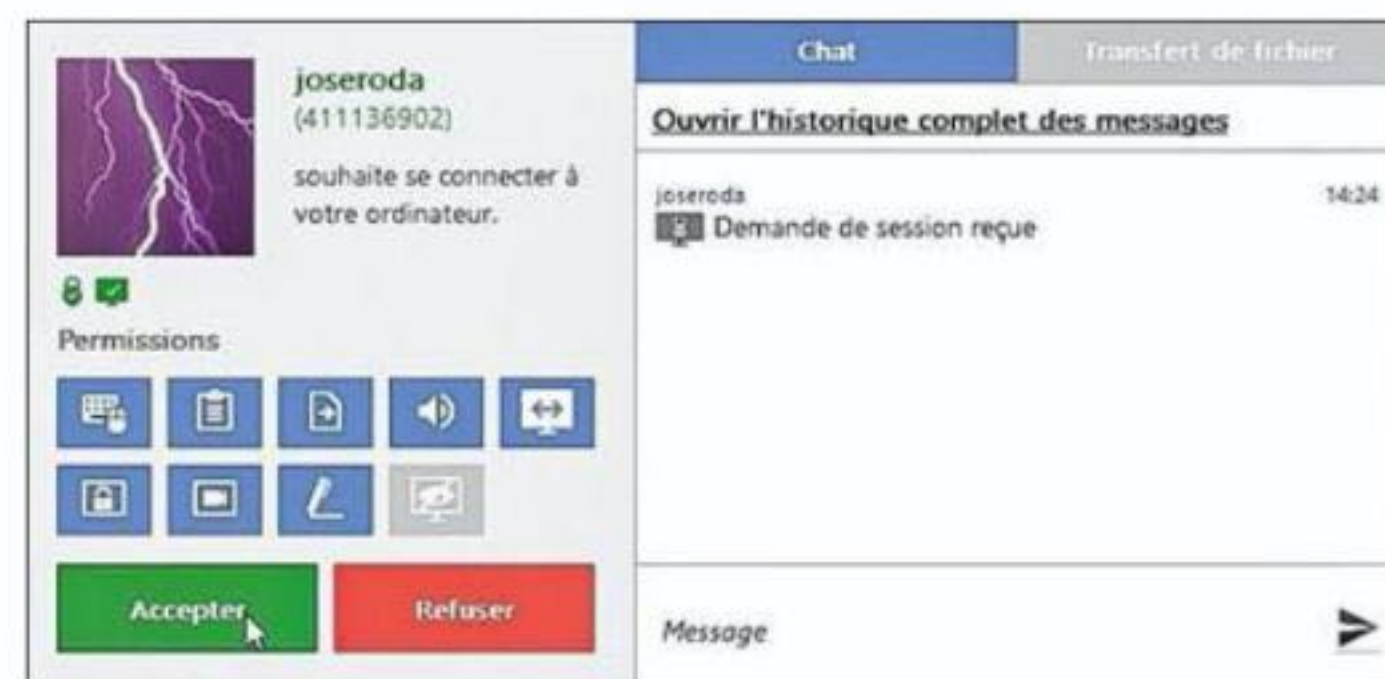 joseroda
(411136902)
souhaite se connecter à
votre ordinateur.
Permissions
Accepter
Refuser
Chat
Transfert de fichier
Ouvrir l'historique complet des messages
joseroda 14:24
Demande de session reçue
Message